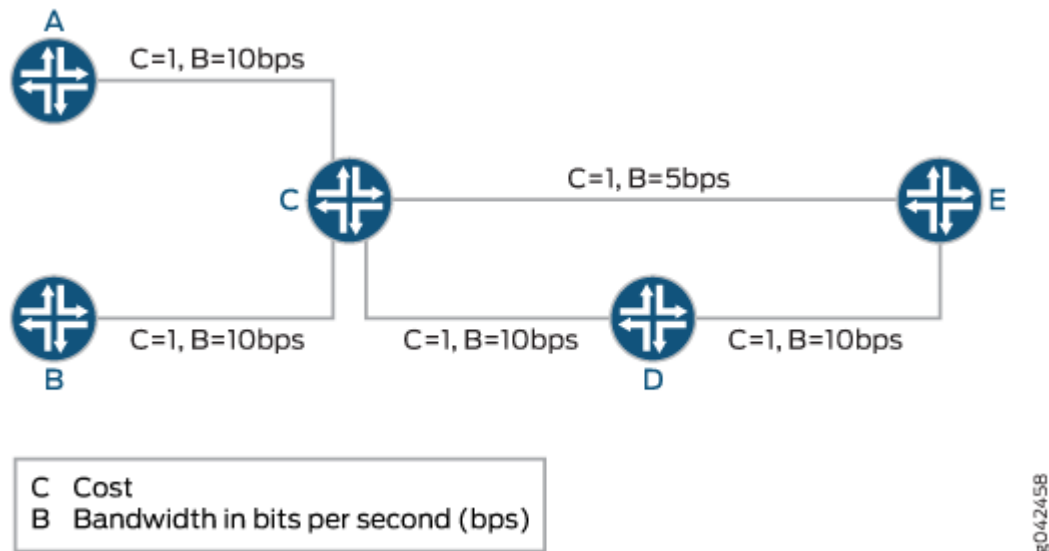 A
C=1, B=10bps
C
C=1, B=5bps
E
C=1, B=10bps
B
C=1, B=10bps
D
C=1, B=10bps
C Cost
B Bandwidth in bits per second (bps)
g042458